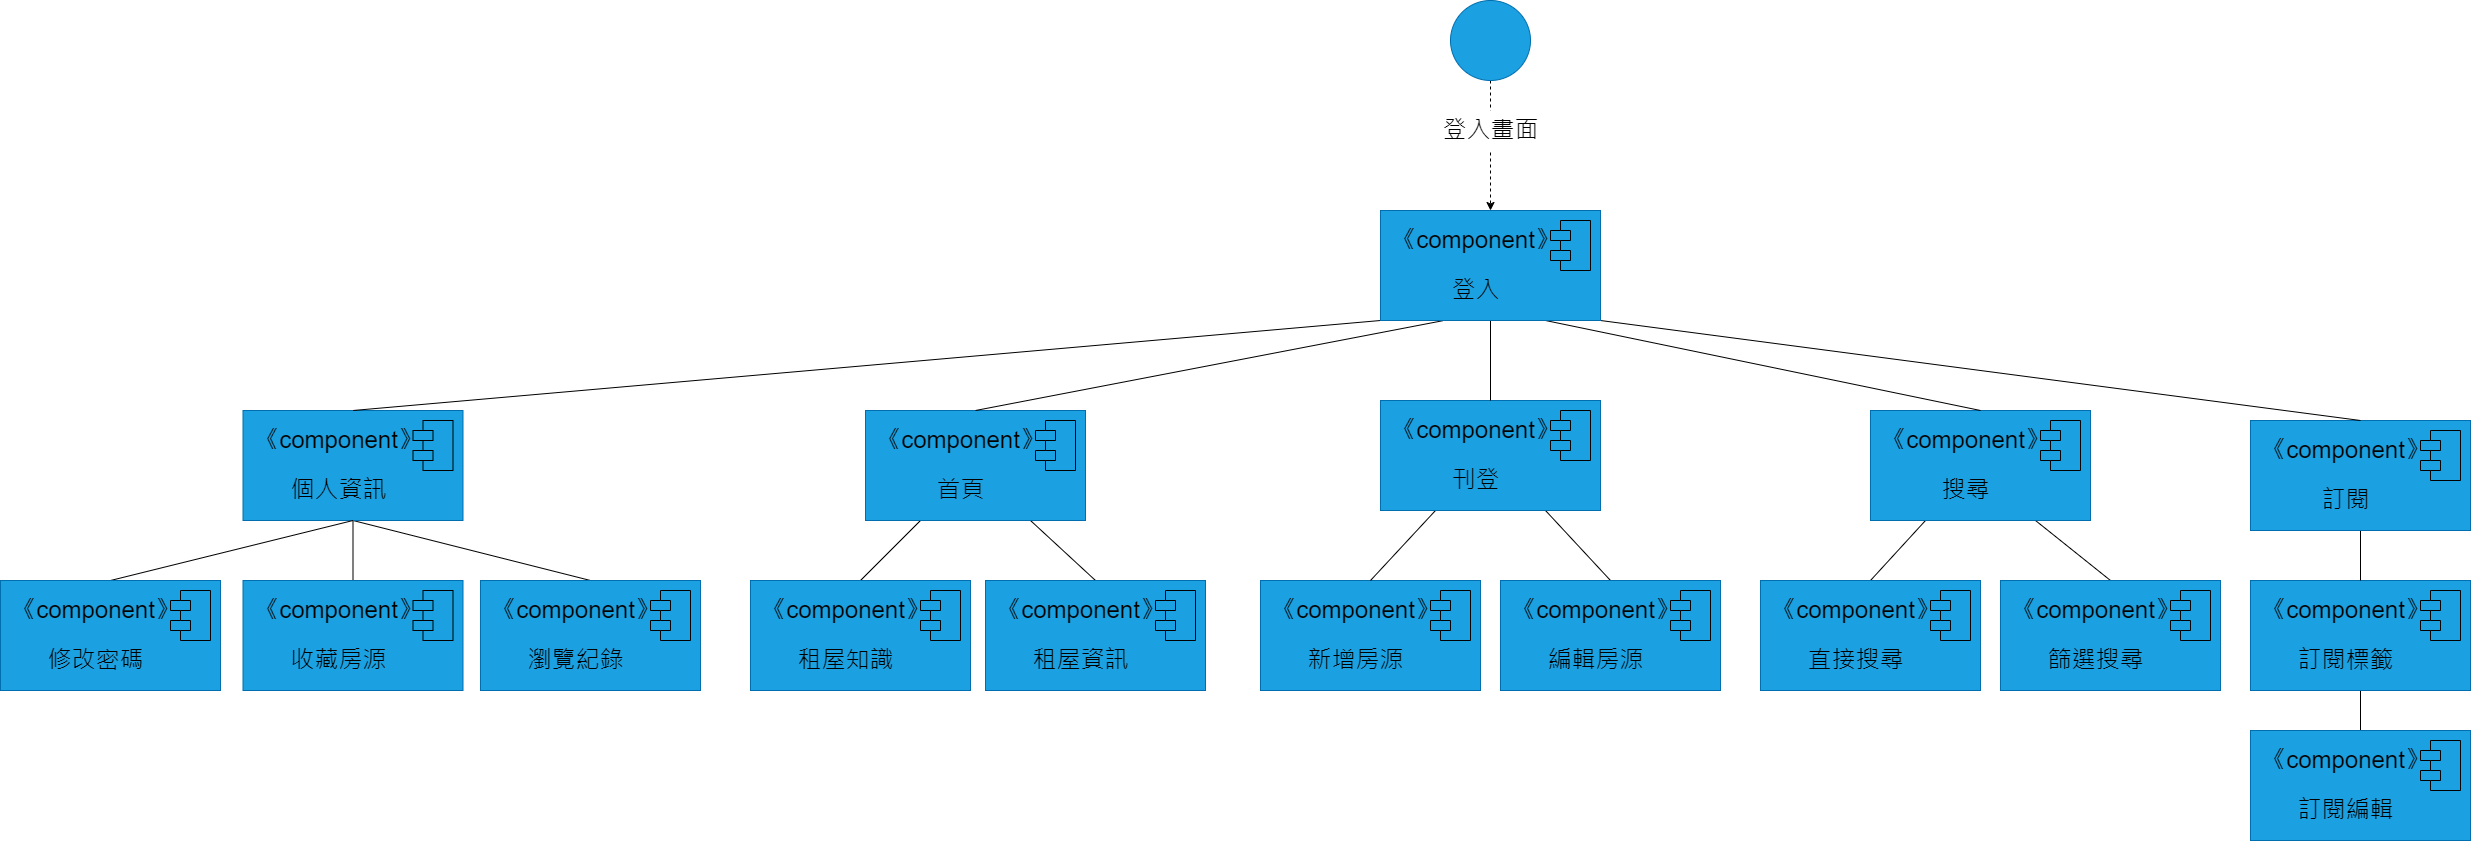 登入畫面
《component》
登入
《component》
個人資訊
《component》
首頁
《component》
刊登
《component》
搜尋
《component》
訂閱
《component》
修改密碼
《component》
收藏房源
《component》
瀏覽紀錄
《component》
租屋知識
《component》
租屋資訊
《component》
新增房源
《component》
編輯房源
《component》
直接搜尋
《component》
篩選搜尋
《component》
訂閱標籤
《component》
訂閱編輯